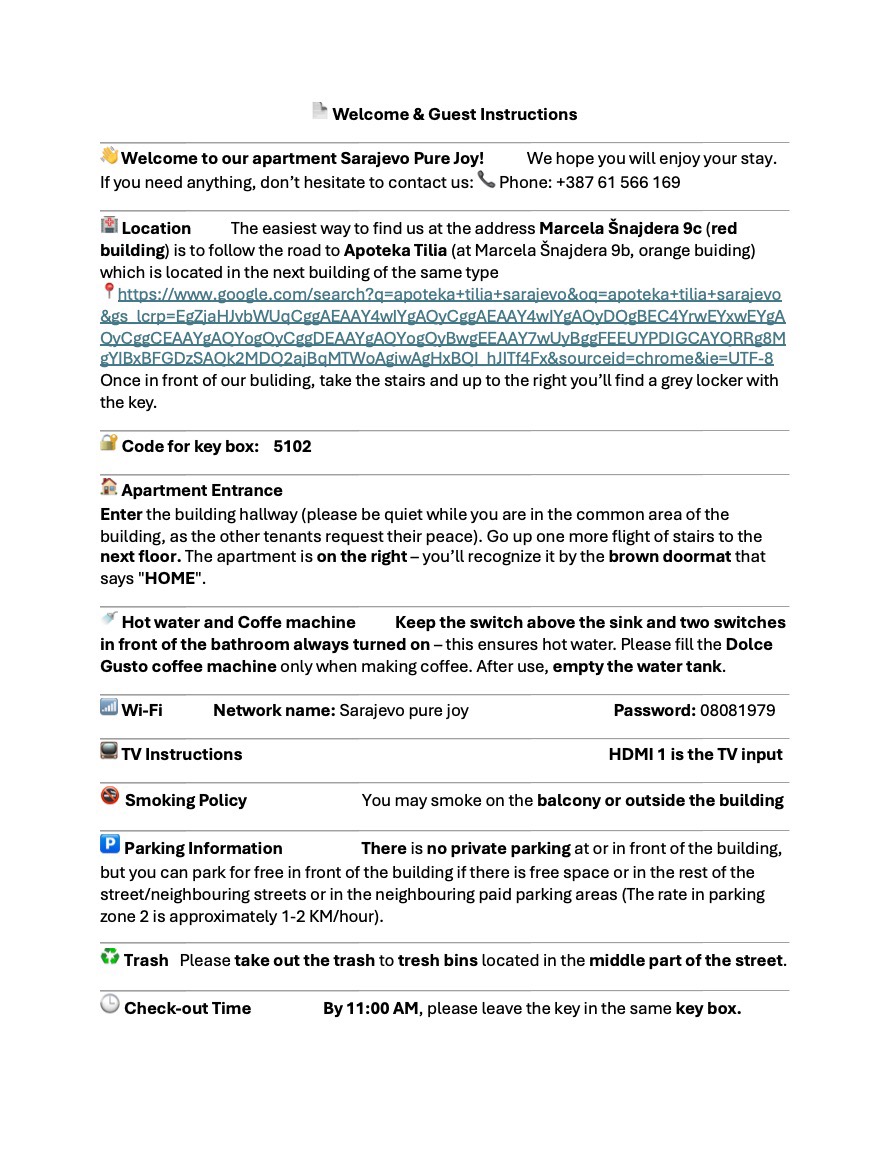 Welcome & Guest Instructions
Welcome to our apartment Sarajevo Pure Joy! We hope you will enjoy your stay.
If you need anything, don’t hesitate to contact us: Phone: +387 61 566 169
Location The easiest way to find us at the address Marcela Šnajdera 9c (red
building) is to follow the road to Apoteka Tilia (at Marcela Šnajdera 9b, orange buiding)
which is located in the next building of the same type
https://www.google.com/search?q=apoteka+tilia+sarajevo&oq=apoteka+tilia+sarajevo
&gs_lcrp=EgZjaHJvbWUqCggAEAAY4wIYgAQyCggAEAAY4wIYgAQyDQgBEC4YrwEYxwEYgA
QyCggCEAAYgAQYogQyCggDEAAYgAQYogQyBwgEEAAY7wUyBggFEEUYPDIGCAYQRRg8M
gYIBxBFGDzSAQk2MDO2ajBqMTWoAgiwAgHxBQI_hJITf4Fx&sourceid=chrome&ie=UTF-8
Once in front of our buliding, take the stairs and up to the right you’ll find a grey locker with
the key.
Code for key box: 5102
Apartment Entrance
Enter the building hallway (please be quiet while you are in the common area of the
building, as the other tenants request their peace). Go up one more flight of stairs to the
next floor. The apartment is on the right – you’ll recognize it by the brown doormat that
says "HOME".
Hot water and Coffe machine Keep the switch above the sink and two switches
in front of the bathroom always turned on – this ensures hot water. Please fill the Dolce
Gusto coffee machine only when making coffee. After use, empty the water tank.
Wi-Fi Network name: Sarajevo pure joy Password: 08081979
TV Instructions HDMI 1 is the TV input
Smoking Policy You may smoke on the balcony or outside the building
P Parking Information There is no private parking at or in front of the building,
but you can park for free in front of the building if there is free space or in the rest of the
street/neighbouring streets or in the neighbouring paid parking areas (The rate in parking
zone 2 is approximately 1-2 KM/hour).
Trash Please take out the trash to tresh bins located in the middle part of the street.
Check-out Time By 11:00 AM, please leave the key in the same key box.